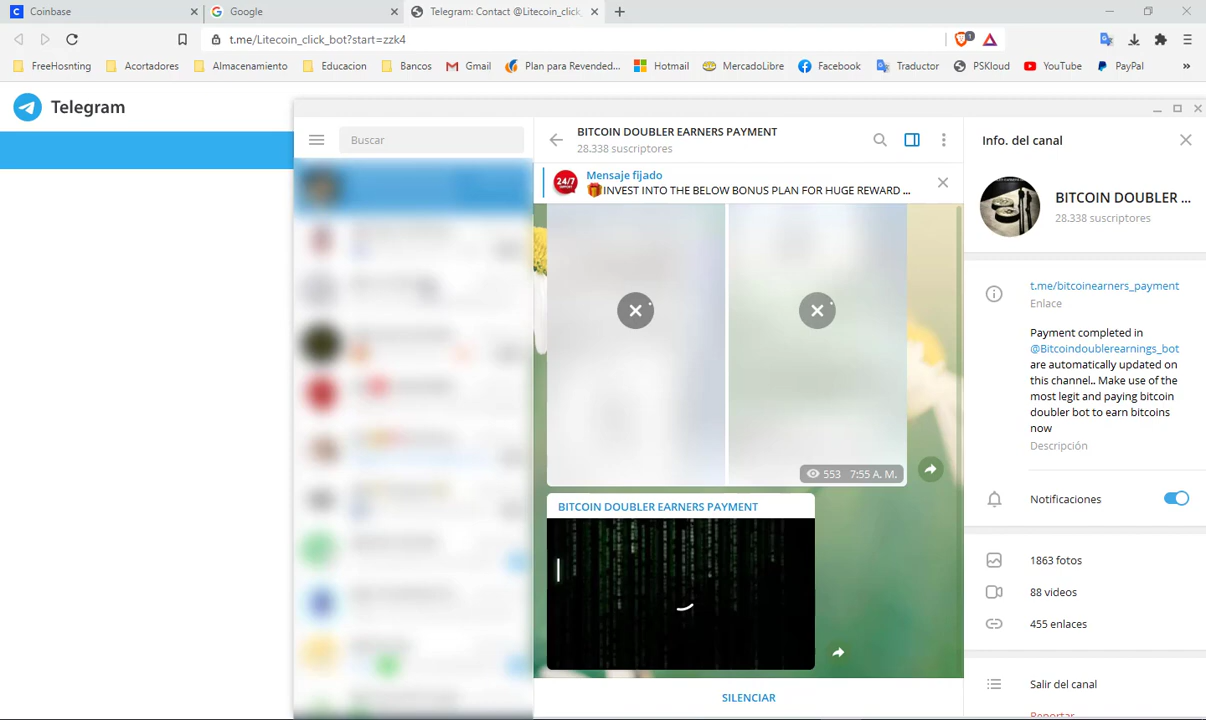 Coinbase
Google
Telegram: Contact @Litecoin_click_
t.me/Litecoin_click_bot?start=zzk4
1
FreeHosnting
Acortadores
Almacenamiento
Educacion
Bancos
Gmail
Plan para Revended...
Hotmail
MercadoLibre
Facebook
Traductor
PSKloud
YouTube
PayPal
»
Telegram
Buscar
BITCOIN DOUBLER EARNERS PAYMENT
28.338 suscriptores
24/7
Mensaje fijado
🎁INVEST INTO THE BELOW BONUS PLAN FOR HUGE REWARD ...
553 7:55 A. M.
BITCOIN DOUBLER EARNERS PAYMENT
SILENCIAR
Info. del canal
BITCOIN DOUBLER ...
28.338 suscriptores
t.me/bitcoinearners_payment
Enlace
Payment completed in
@Bitcoindoublerearnings_bot
are automatically updated on
this channel.. Make use of the
most legit and paying bitcoin
doubler bot to earn bitcoins
now
Descripción
Notificaciones
1863 fotos
88 videos
455 enlaces
Salir del canal
Reportar